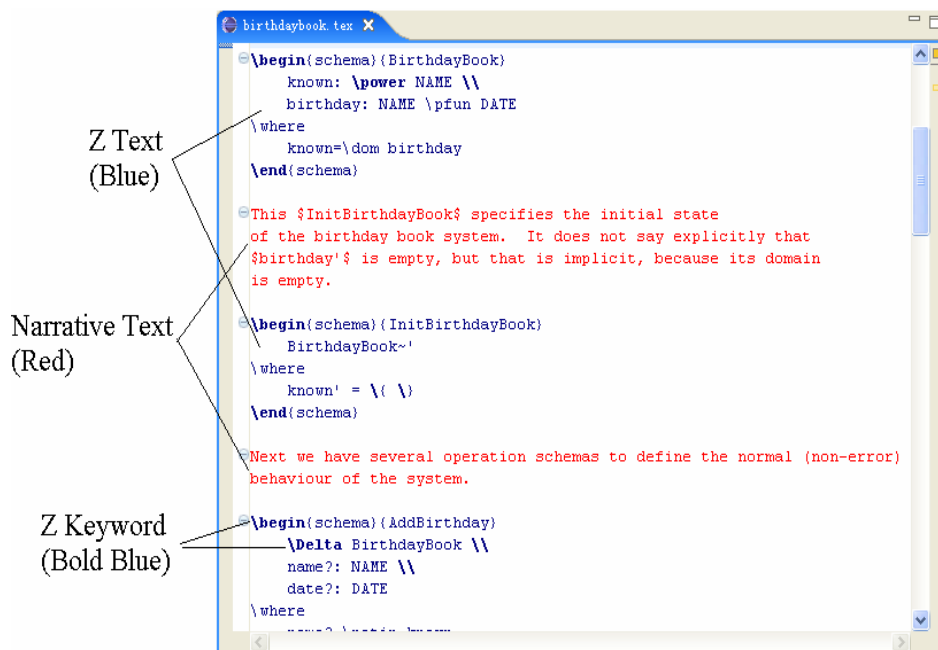 birthdaybook.tex
\begin{schema}{BirthdayBook}
known: \power NAME \\
birthday: NAME \pfun DATE
\where
known=\dom birthday
\end{schema}
This $InitBirthdayBook$ specifies the initial state
of the birthday book system.  It does not say explicitly that
$birthday'$ is empty, but that is implicit, because its domain
is empty.
\begin{schema}{InitBirthdayBook}
BirthdayBook~'
\where
known' = \{ \}
\end{schema}
Next we have several operation schemas to define the normal (non-error)
behaviour of the system.
\begin{schema}{AddBirthday}
\Delta BirthdayBook \\
name?: NAME \\
date?: DATE
\where
Z Text
(Blue)
Narrative Text
(Red)
Z Keyword
(Bold Blue)